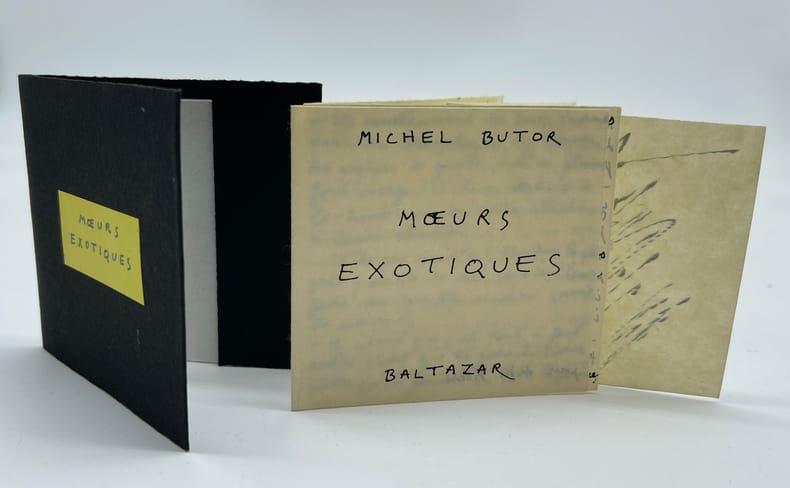 MŒURS
EXOTIQUES
MICHEL BUTOR
MŒURS
EXOTIQUES
BALTAZAR